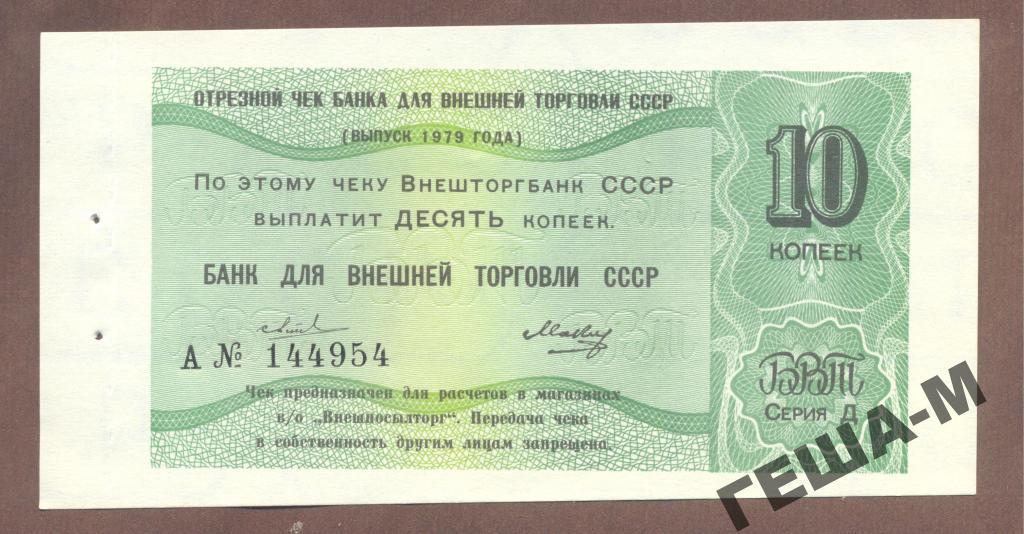 ОТРЕЗНОЙ ЧЕК БАНКА ДЛЯ ВНЕШНЕЙ ТОРГОВЛИ СССР
(ВЫПУСК 1979 ГОДА)
ПО ЭТОМУ ЧЕКУ ВНЕШТОРГБАНК СССР
ВЫПЛАТИТ ДЕСЯТЬ КОПЕЕК.
БАНК ДЛЯ ВНЕШНЕЙ ТОРГОВЛИ СССР
А № 144954
Чек предназначен для расчетов в магазинах
в/о „Внешпосылторг". Передача чека
в собственность другим лицам запрещена.
10
КОПЕЕК
БВТ
СЕРИЯ Д
ГЕША-М